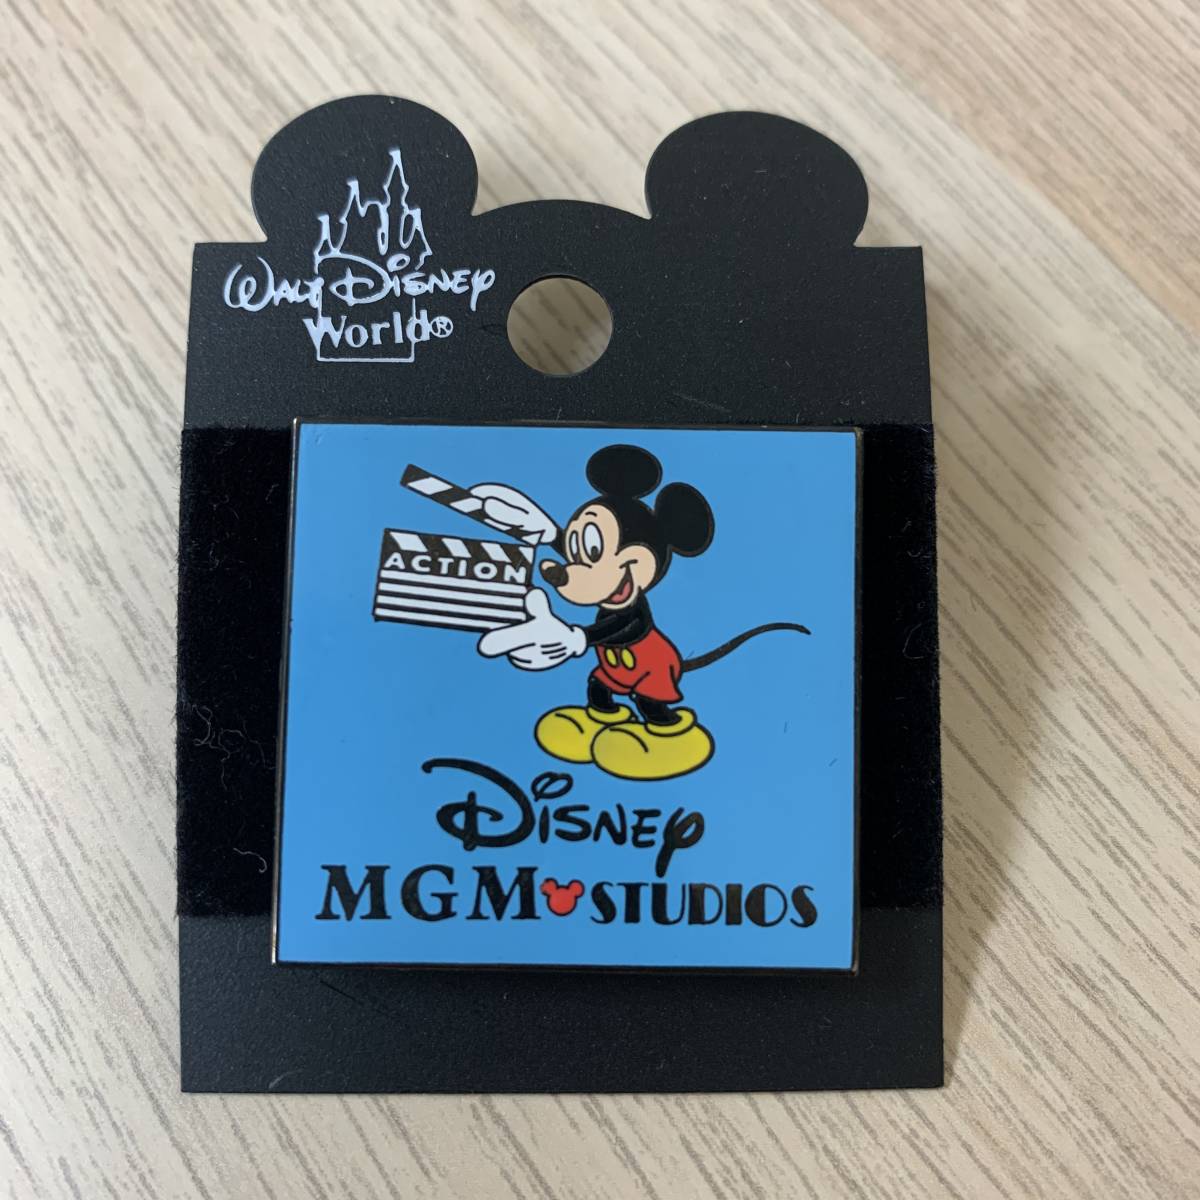 Walt Disney
World®
ACTION
Disney
MGM STUDIOS